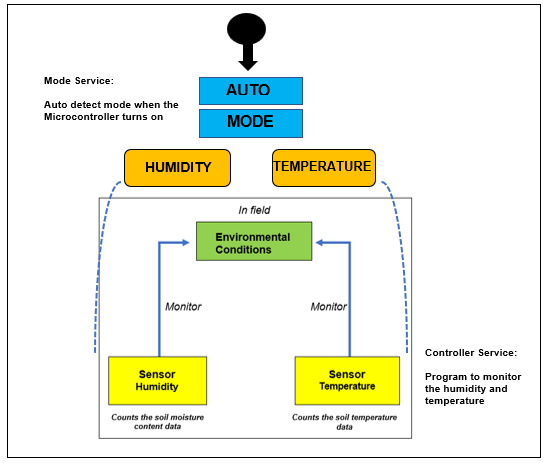 Mode Service:
Auto detect mode when the
Microcontroller turns on
AUTO
MODE
HUMIDITY
TEMPERATURE
In field
Environmental
Conditions
Monitor
Monitor
Sensor
Humidity
Sensor
Temperature
Counts the soil moisture
content data
Counts the soil temperature
data
Controller Service:
Program to monitor
the humidity and
temperature